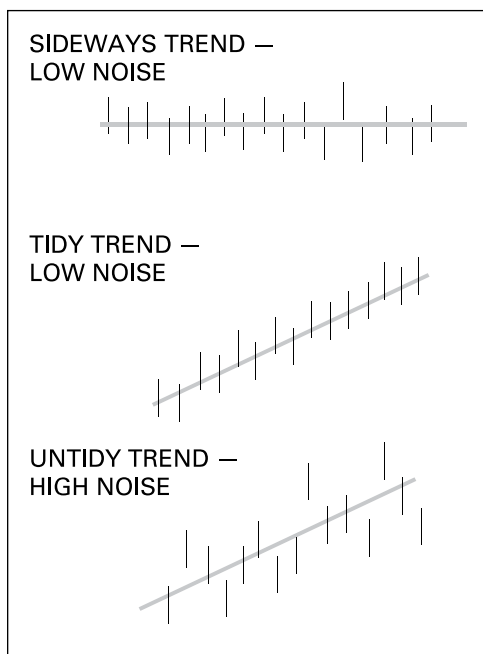 SIDEWAYS TREND —
LOW NOISE
TIDY TREND —
LOW NOISE
UNTIDY TREND —
HIGH NOISE